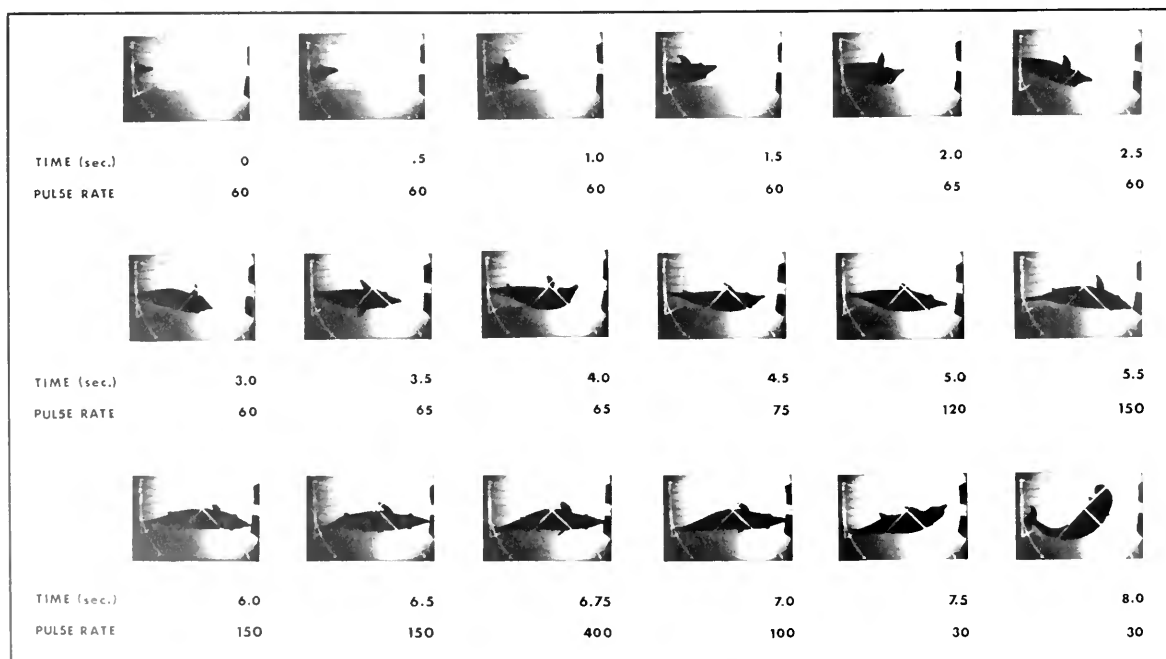 TIME (sec.) 0 .5 1.0 1.5 2.0 2.5
PULSE RATE 60 60 60 60 65 60
TIME (sec.) 3.0 3.5 4.0 4.5 5.0 5.5
PULSE RATE 60 65 65 75 120 150
TIME (sec.) 6.0 6.5 6.75 7.0 7.5 8.0
PULSE RATE 150 150 400 100 30 30